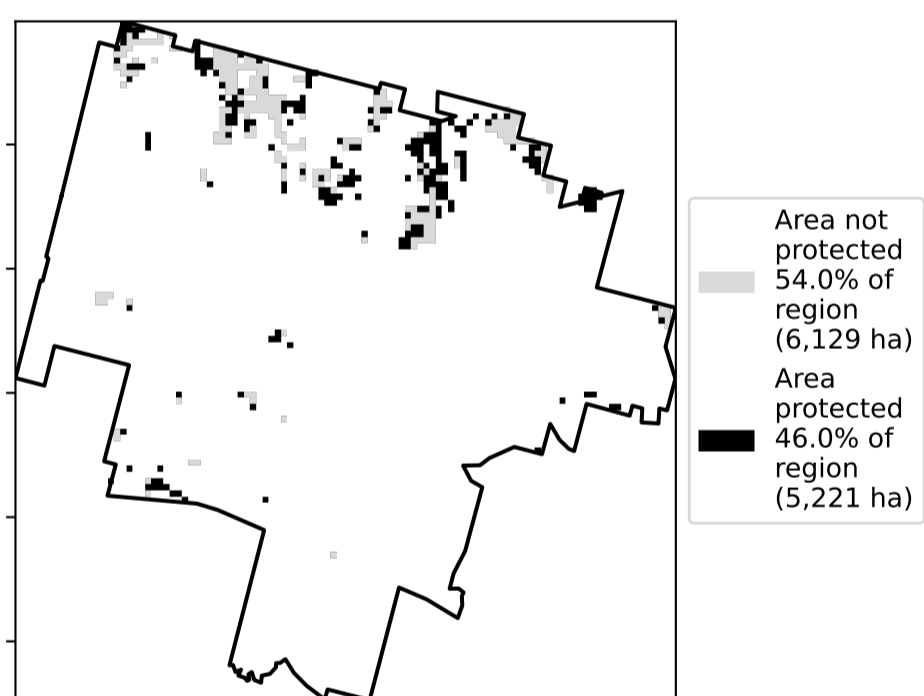 Area not
protected
54.0% of
region
(6,129 ha)
Area
protected
46.0% of
region
(5,221 ha)